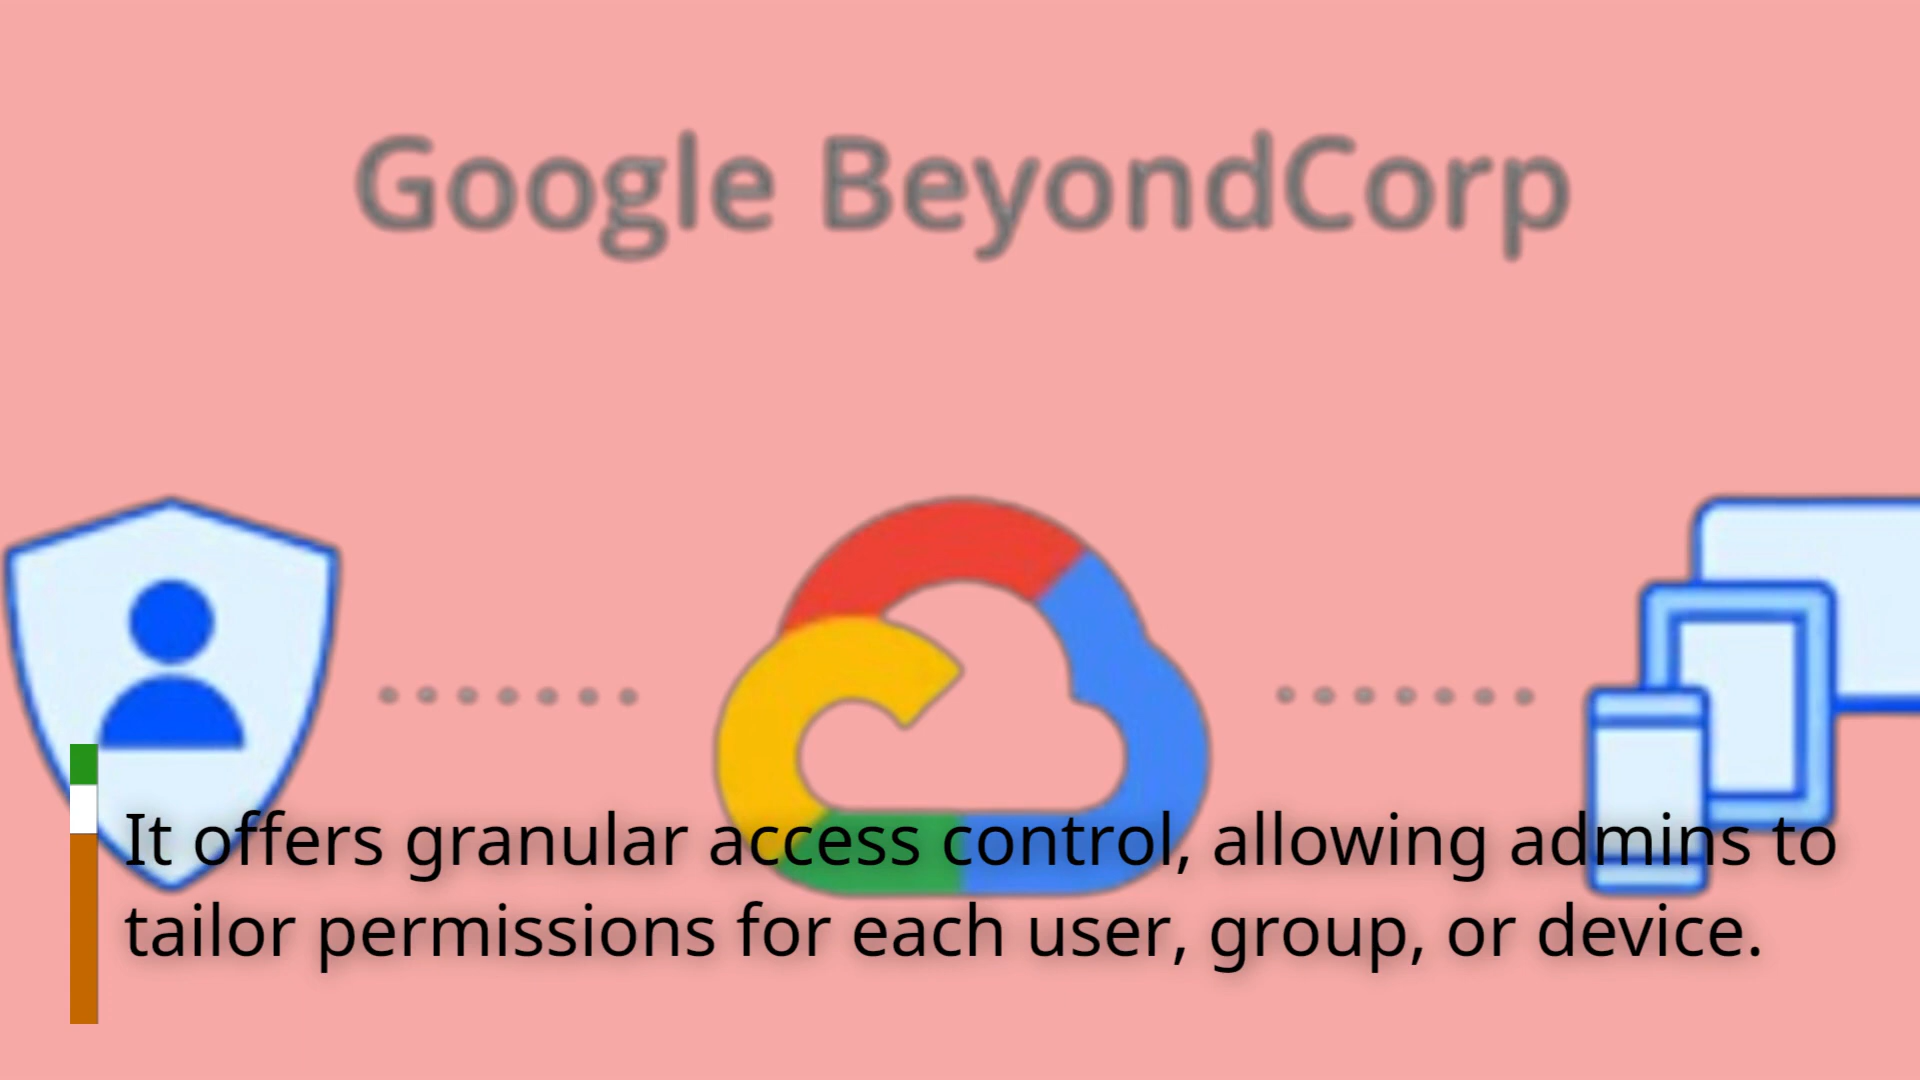 Google BeyondCorp
It offers granular access control, allowing admins to
tailor permissions for each user, group, or device.